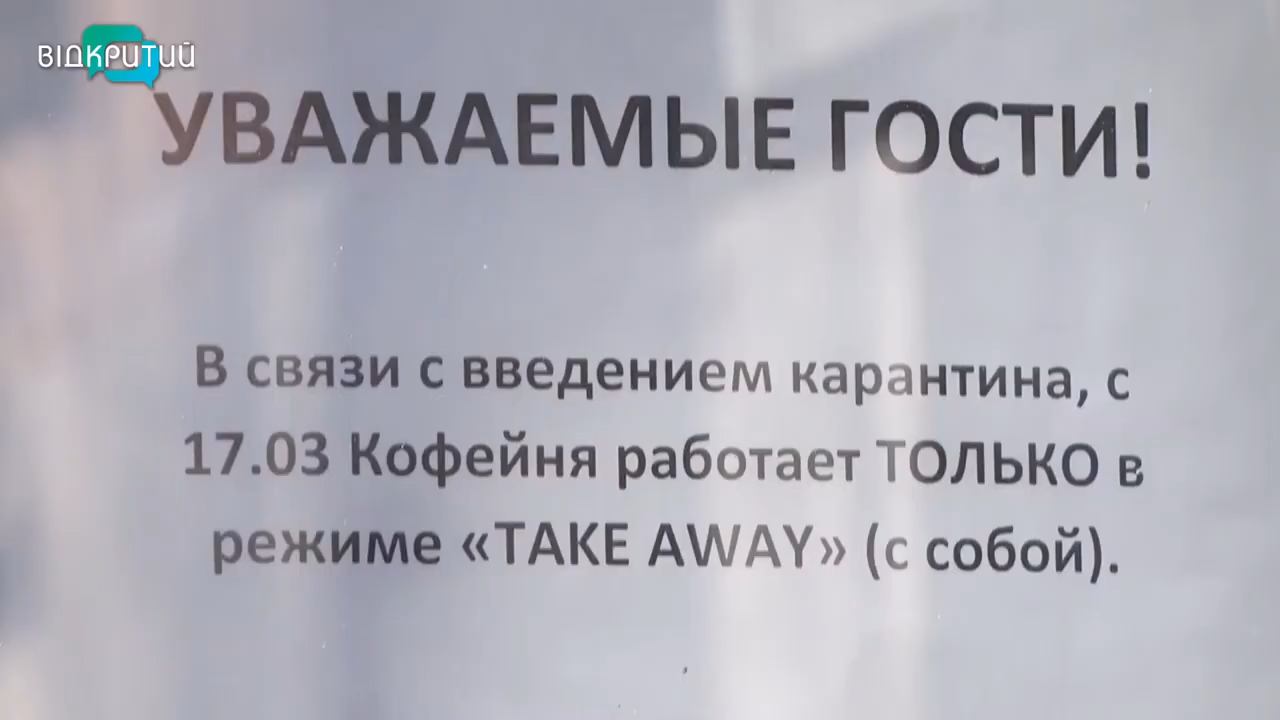 ВІДКРИТИЙ
УВАЖАЕМЫЕ ГОСТИ!
В связи с введением карантина, с
17.03 Кофейня работает ТОЛЬКО в
режиме «TAKE AWAY» (с собой).